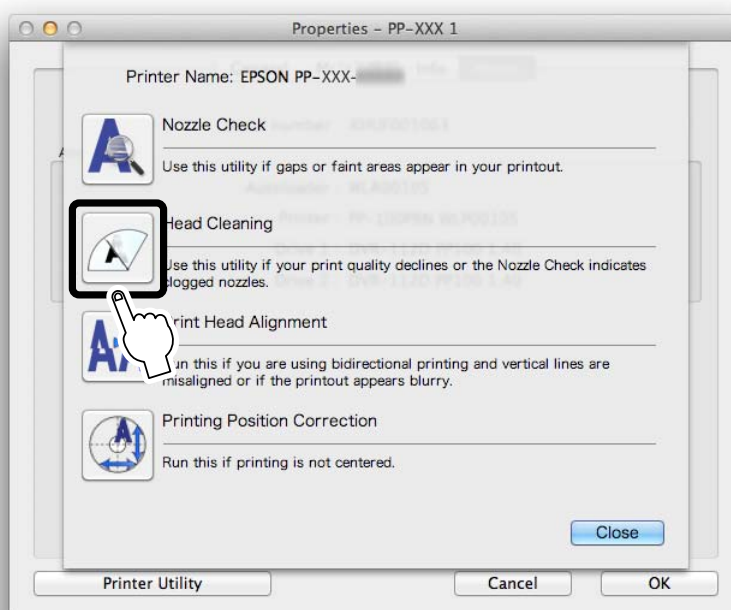 Properties – PP-XXX 1
Printer Name: EPSON PP-XXX-
Nozzle Check
Use this utility if gaps or faint areas appear in your printout.
Head Cleaning
Use this utility if your print quality declines or the Nozzle Check indicates
clogged nozzles.
Print Head Alignment
Run this if you are using bidirectional printing and vertical lines are
misaligned or if the printout appears blurry.
Printing Position Correction
Run this if printing is not centered.
Close
Printer Utility
Cancel
OK